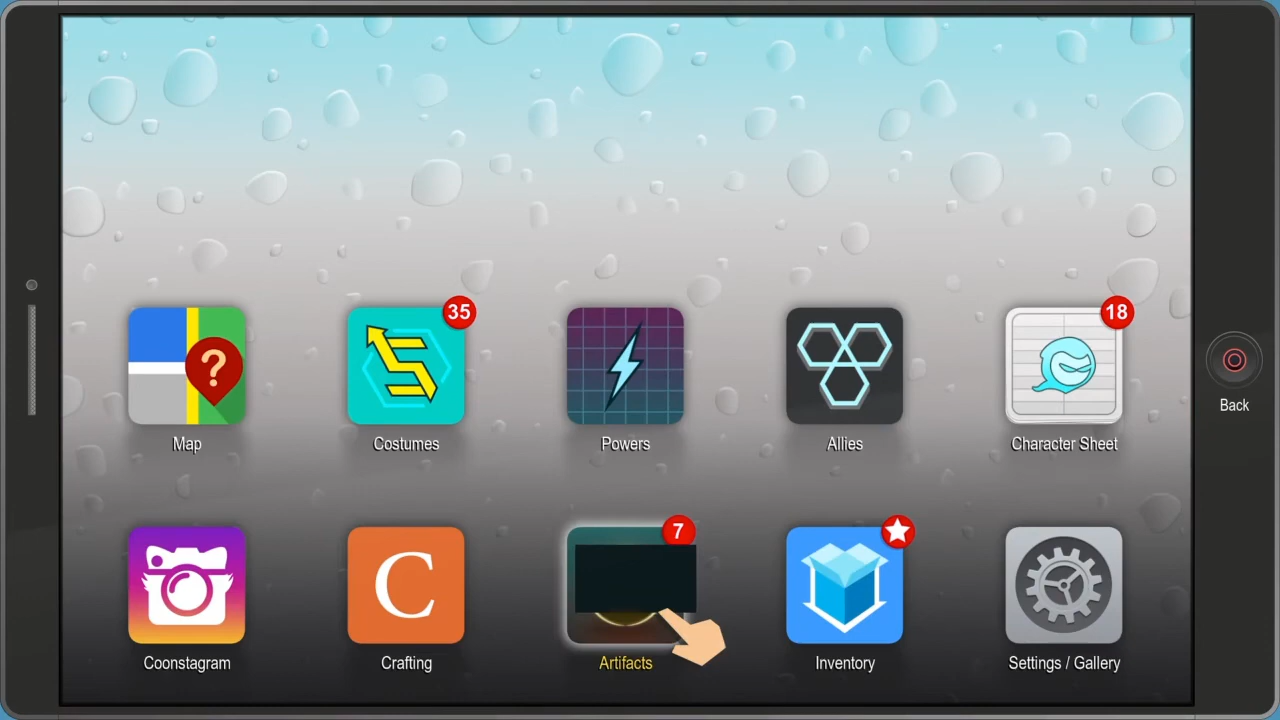 35
18
?
Back
Map
Costumes
Powers
Allies
Character Sheet
7
C
Coonstagram
Crafting
Artifacts
Inventory
Settings / Gallery